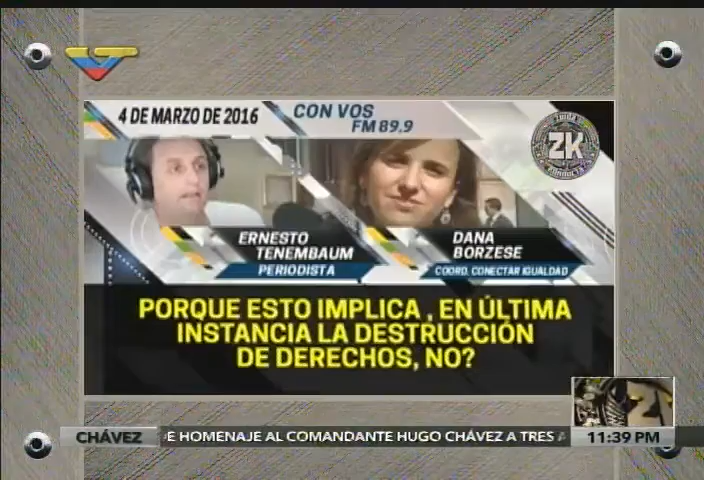 4 DE MARZO DE 2016
CON VOS
FM 89.9
ZK
ERNESTO
TENEMBAUM
PERIODISTA
DANA
BORZESE
COORD. CONECTAR IGUALDAD
PORQUE ESTO IMPLICA , EN ÚLTIMA
INSTANCIA LA DESTRUCCIÓN
DE DERECHOS, NO?
CHÁVEZ
E HOMENAJE AL COMANDANTE HUGO CHÁVEZ A TRES A
11:39 PM